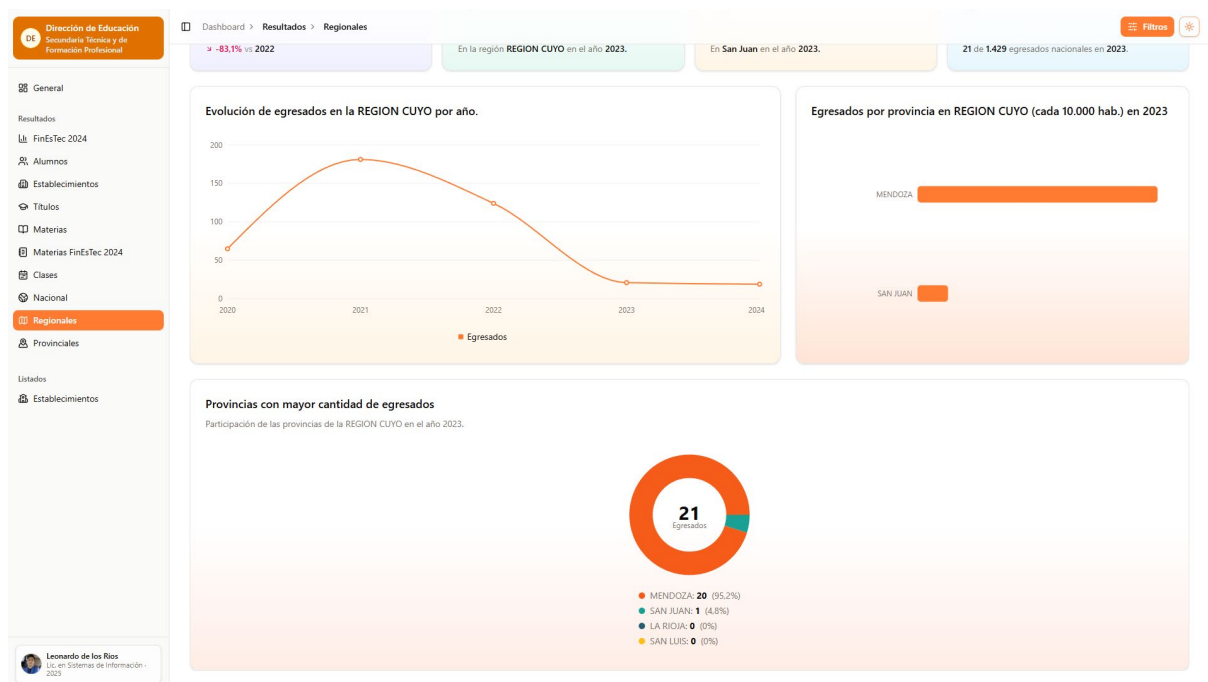 DE
Dirección de Educación
Secundaria Técnica y de
Formación Profesional
General
Resultados
FinEsTec 2024
Alumnos
Establecimientos
Títulos
Materias
Materias FinEsTec 2024
Clases
Nacional
Regionales
Provinciales
Listados
Establecimientos
Leonardo de los Rios
Lic. en Sistemas de Información -
2025
Dashboard > Resultados > Regionales
Filtros
-83,1% vs 2022
En la región REGION CUYO en el año 2023.
En San Juan en el año 2023.
21 de 1.429 egresados nacionales en 2023.
Evolución de egresados en la REGION CUYO por año.
200
150
100
50
0
2020 2021 2022 2023 2024
Egresados
Egresados por provincia en REGION CUYO (cada 10.000 hab.) en 2023
MENDOZA
SAN JUAN
Provincias con mayor cantidad de egresados
Participación de las provincias de la REGION CUYO en el año 2023.
21
Egresados
MENDOZA: 20 (95,2%)
SAN JUAN: 1 (4.8%)
LA RIOJA: 0 (0%)
SAN LUIS: 0 (0%)